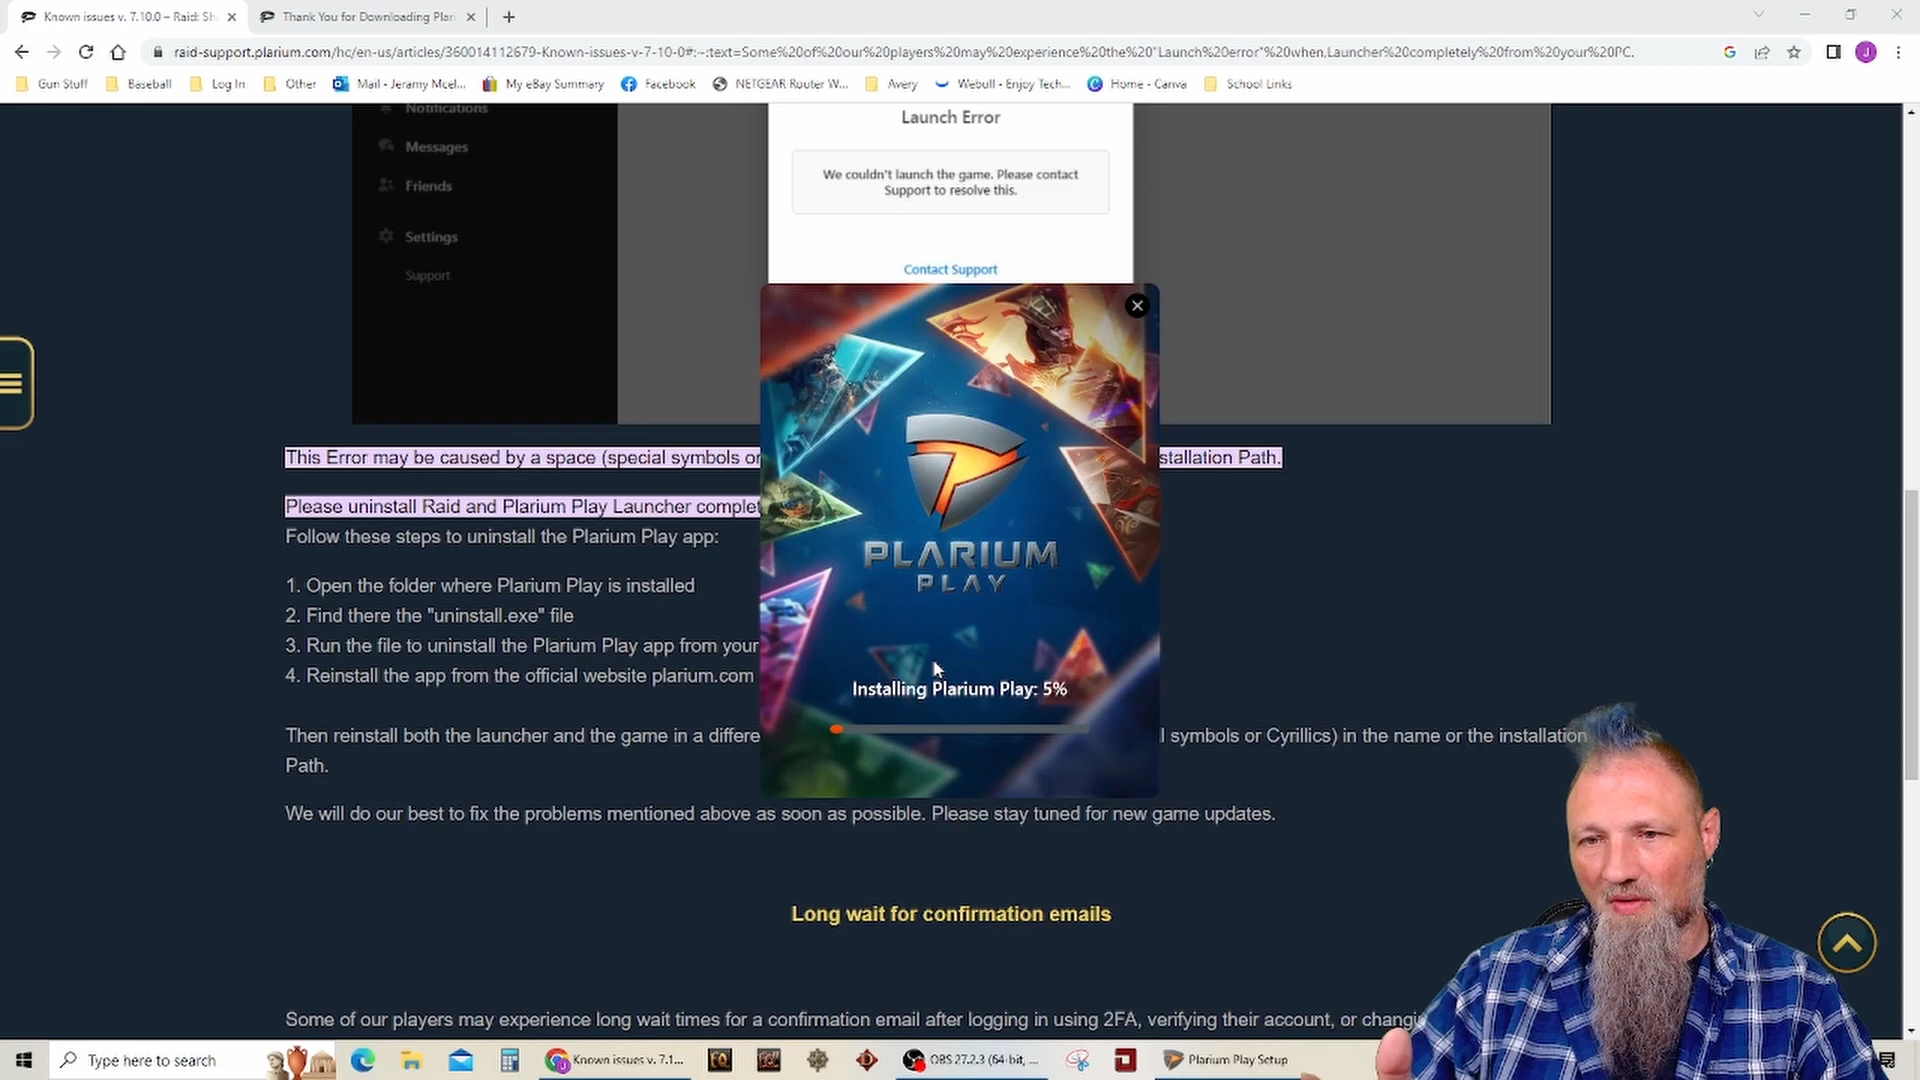 Known issues v. 7.10.0 – Raid: Sh
Thank You for Downloading Plari
raid-support.plarium.com/hc/en-us/articles/360014112679-Known-issues-v-7-10-0#:~:text=Some%20of%20our%20players%20may%20experience%20the%20"Launch%20error"%20when,Launcher%20completely%20from%20your%20PC.
Gun Stuff
Baseball
Log In
Other
Mail - Jeramy Mcel...
My eBay Summary
Facebook
NETGEAR Router W...
Avery
Webull - Enjoy Tech...
Home - Canva
School Links
Notifications
Messages
Friends
Settings
Support
Launch Error
We couldn't launch the game. Please contact
Support to resolve this.
Contact Support
This Error may be caused by a space (special symbols or stallation Path.
Please uninstall Raid and Plarium Play Launcher complet
Follow these steps to uninstall the Plarium Play app:
1. Open the folder where Plarium Play is installed
2. Find there the "uninstall.exe" file
3. Run the file to uninstall the Plarium Play app from your
4. Reinstall the app from the official website plarium.com
PLARIUM
PLAY
Installing Plarium Play: 5%
Then reinstall both the launcher and the game in a differe l symbols or Cyrillics) in the name or the installation
Path.
We will do our best to fix the problems mentioned above as soon as possible. Please stay tuned for new game updates.
Long wait for confirmation emails
Some of our players may experience long wait times for a confirmation email after logging in using 2FA, verifying their account, or changi
Type here to search
Known issues v. 7.1...
OBS 27.2.3 (64-bit, ...
Plarium Play Setup